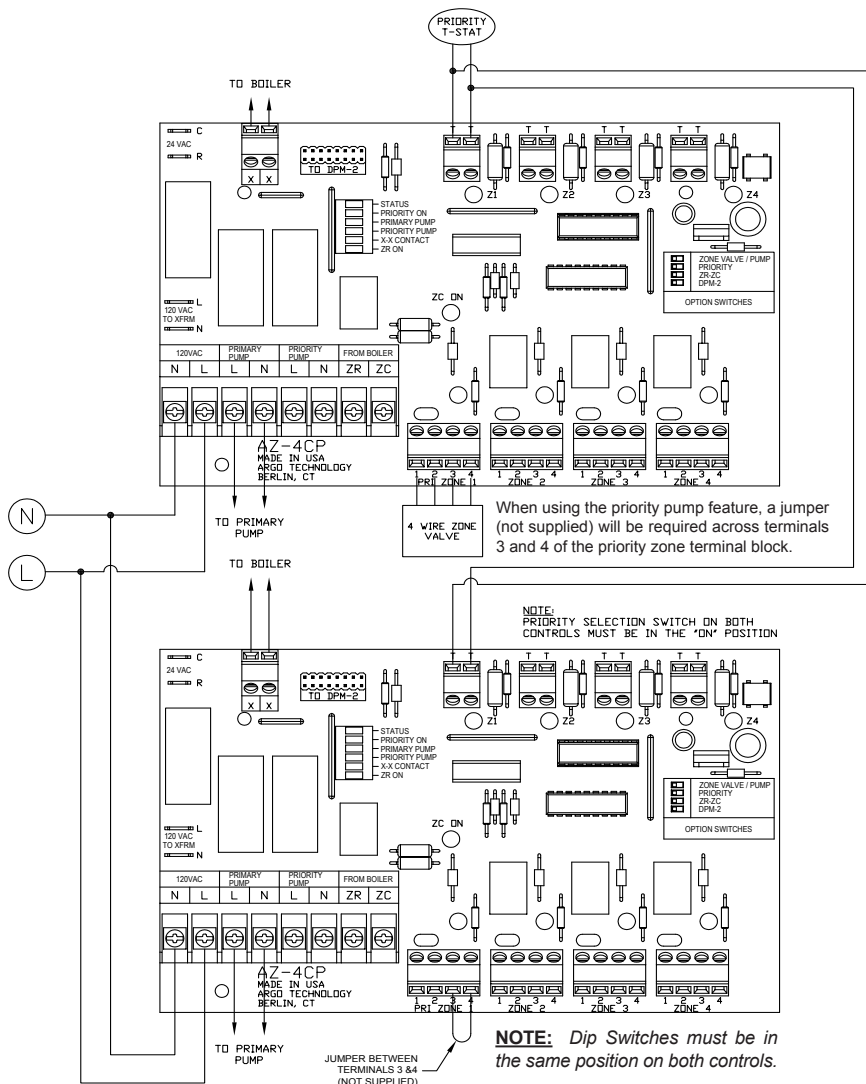 PRIORITY
T-STAT
TO BOILER
C
24 VAC
R
X X
TO DPM-2
STATUS
PRIORITY ON
PRIMARY PUMP
PRIORITY PUMP
X-X CONTACT
ZR ON
T T
T T
T T
T T
Z1
Z2
Z3
Z4
ZONE VALVE / PUMP
PRIORITY
ZR-ZC
DPM-2
OPTION SWITCHES
ZC ON
L
120 VAC
TO XFRM
N
120VAC
PRIMARY
PUMP
PRIORITY
PUMP
FROM BOILER
N L L N L N ZR ZC
AZ-4CP
MADE IN USA
ARGO TECHNOLOGY
BERLIN, CT
1 2 3 4
PRI ZONE 1
1 2 3 4
ZONE 2
1 2 3 4
ZONE 3
1 2 3 4
ZONE 4
N
L
TO PRIMARY
PUMP
4 WIRE ZONE
VALVE
When using the priority pump feature, a jumper
(not supplied) will be required across terminals
3 and 4 of the priority zone terminal block.
TO BOILER
NOTE:
PRIORITY SELECTION SWITCH ON BOTH
CONTROLS MUST BE IN THE "ON" POSITION
C
24 VAC
R
X X
TO DPM-2
STATUS
PRIORITY ON
PRIMARY PUMP
PRIORITY PUMP
X-X CONTACT
ZR ON
T T
T T
T T
T T
Z1
Z2
Z3
Z4
ZONE VALVE / PUMP
PRIORITY
ZR-ZC
DPM-2
OPTION SWITCHES
ZC ON
L
120 VAC
TO XFRM
N
120VAC
PRIMARY
PUMP
PRIORITY
PUMP
FROM BOILER
N L L N L N ZR ZC
AZ-4CP
MADE IN USA
ARGO TECHNOLOGY
BERLIN, CT
1 2 3 4
PRI ZONE 1
1 2 3 4
ZONE 2
1 2 3 4
ZONE 3
1 2 3 4
ZONE 4
TO PRIMARY
PUMP
JUMPER BETWEEN
TERMINALS 3 &4
(NOT SUPPLIED)
NOTE: Dip Switches must be in
the same position on both controls.